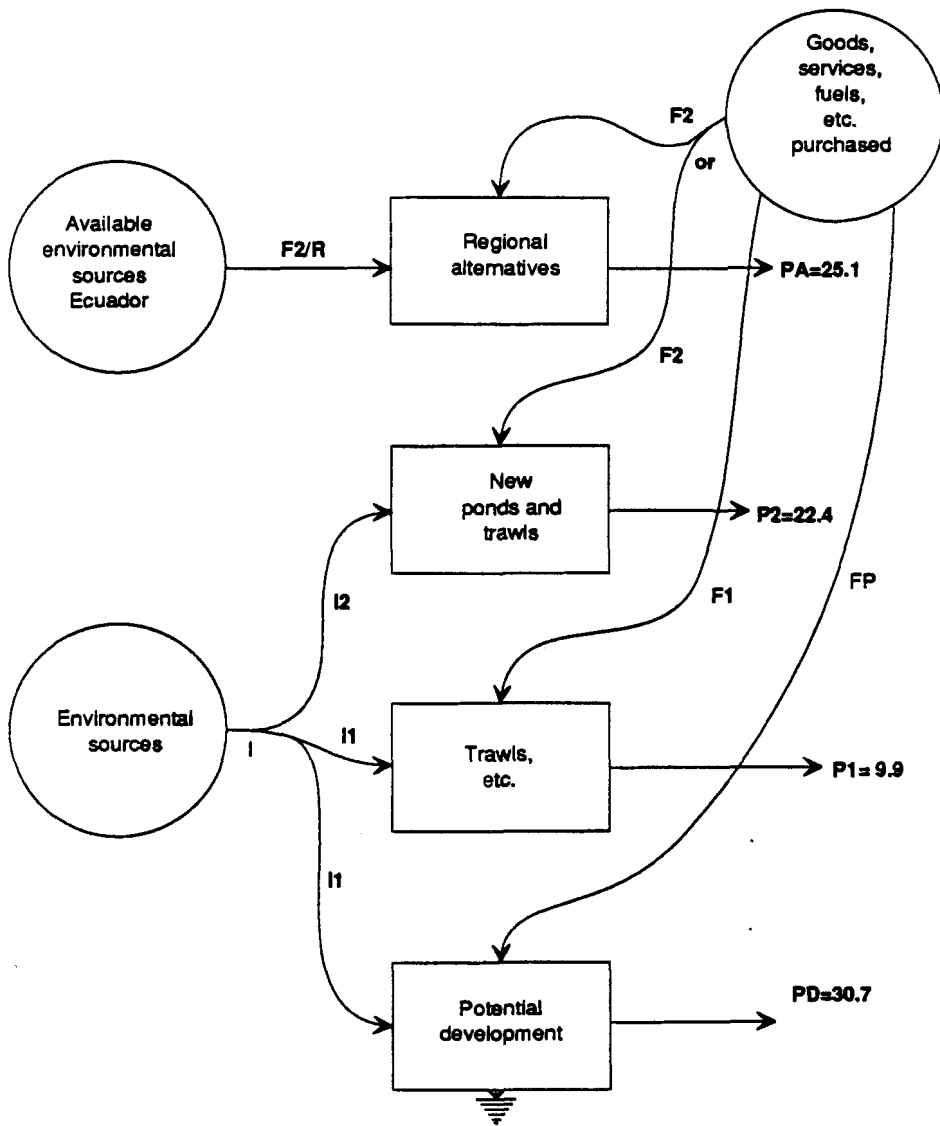 Goods,
services,
fuels,
etc.
purchased
F2
or
Available
environmental
sources
Ecuador
F2/R
Regional
alternatives
PA=25.1
F2
New
ponds and
trawls
P2=22.4
I2
F1
FP
Environmental
sources
I
I1
Trawls,
etc.
P1= 9.9
I1
Potential
development
PD=30.7